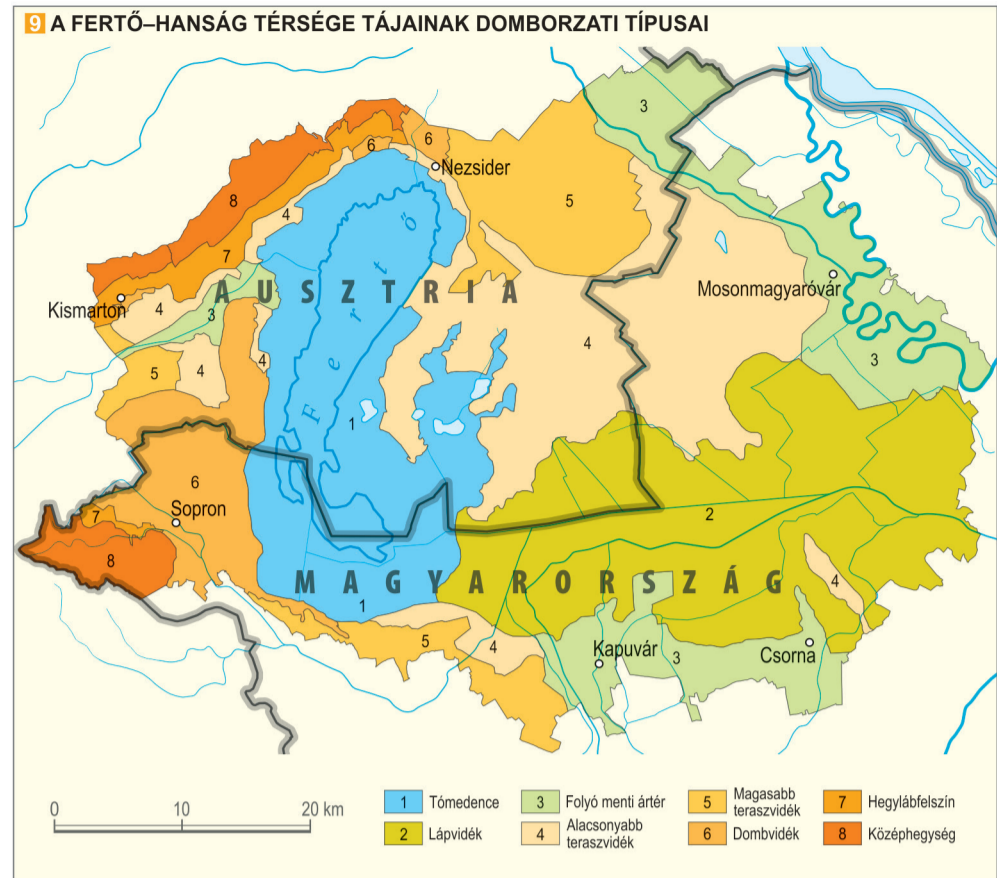 9 A FERTŐ–HANSÁG TÉRSÉGE TÁJAINAK DOMBORZATI TÍPUSAI
3
6
6
Nezsider
8
5
4
7
Fertő
AUSZTRIA
Mosonmagyaróvár
Kismarton
4
3
4
4
3
5
4
1
6
2
Sopron
7
8
MAGYARORSZÁG
4
1
5
4
Kapuvár
3
Csorna
0 10 20 km
1 Tómedence
2 Lápvidék
3 Folyó menti ártér
4 Alacsonyabb
teraszvidék
5 Magasabb
teraszvidék
6 Dombvidék
7 Hegylábfelszín
8 Középhegység